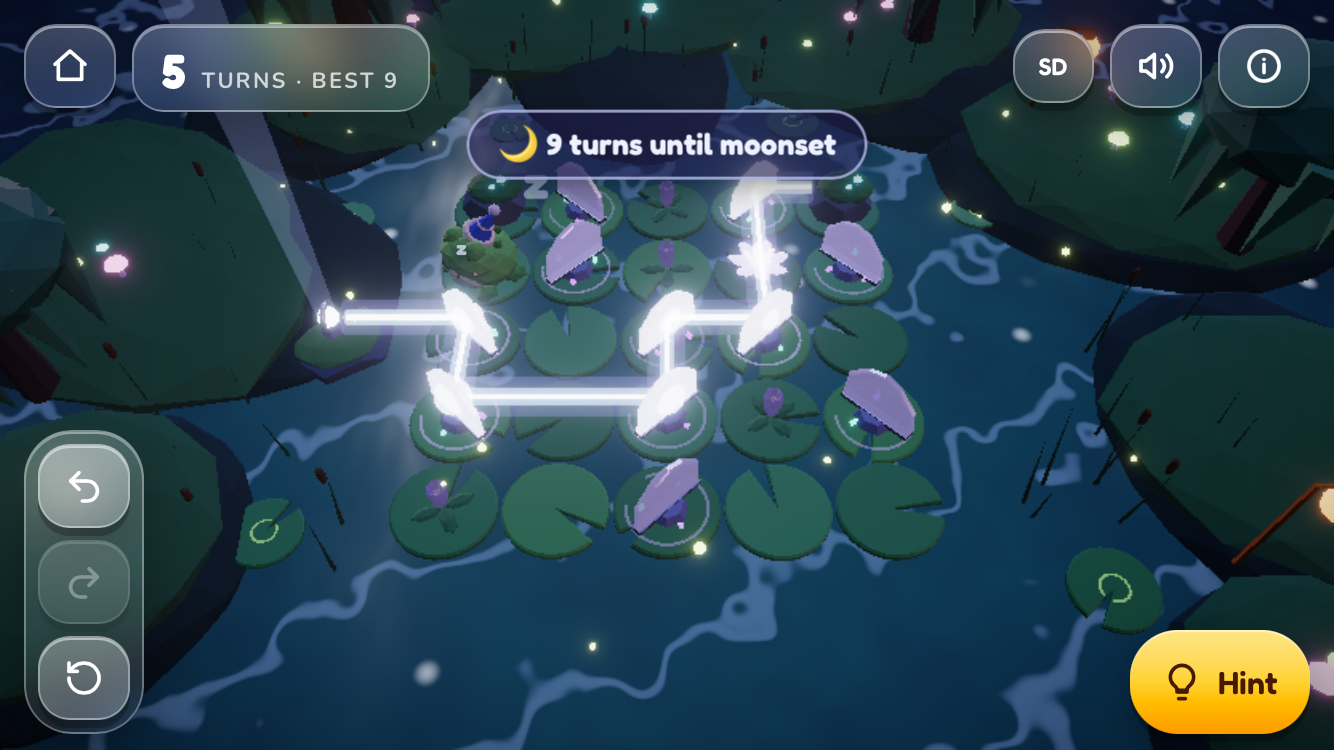 5 TURNS · BEST 9
SD
🌙 9 turns until moonset
z
z
Hint